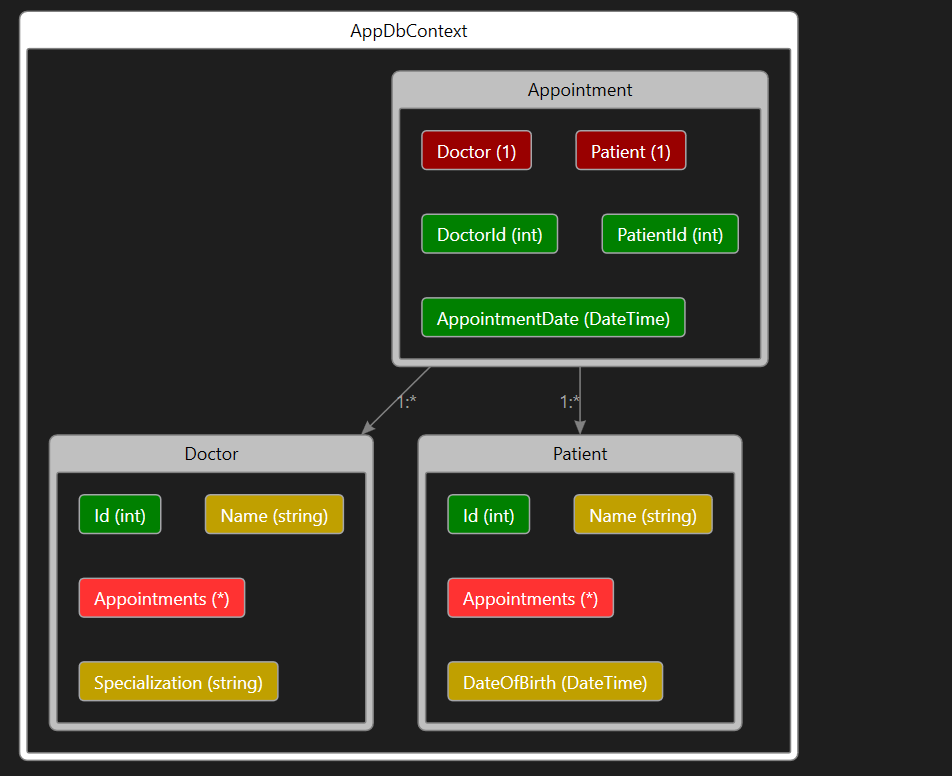 AppDbContext
Appointment
Doctor (1)
Patient (1)
DoctorId (int)
PatientId (int)
AppointmentDate (DateTime)
1:*
1:*
Doctor
Id (int)
Name (string)
Appointments (*)
Specialization (string)
Patient
Id (int)
Name (string)
Appointments (*)
DateOfBirth (DateTime)